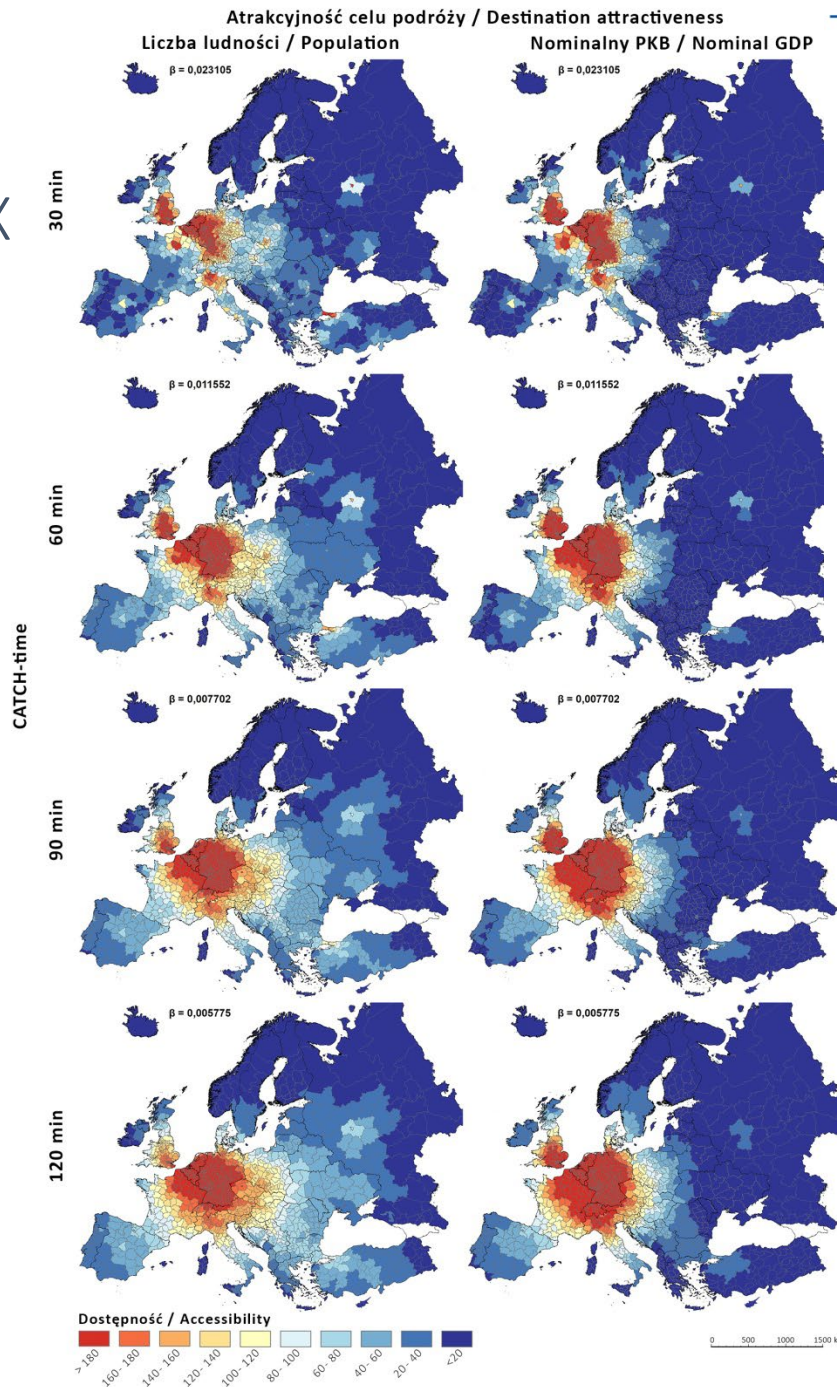 Atrakcyjność celu podróży / Destination attractiveness
Liczba ludności / Population
Nominalny PKB / Nominal GDP
β = 0,023105
β = 0,023105
30 min
β = 0,011552
β = 0,011552
60 min
CATCH-time
β = 0,007702
β = 0,007702
90 min
β = 0,005775
β = 0,005775
120 min
Dostępność / Accessibility
> 180
160- 180
140- 160
120- 140
100- 120
80- 100
60- 80
40- 60
20- 40
<20
0 500 1000 1500 k